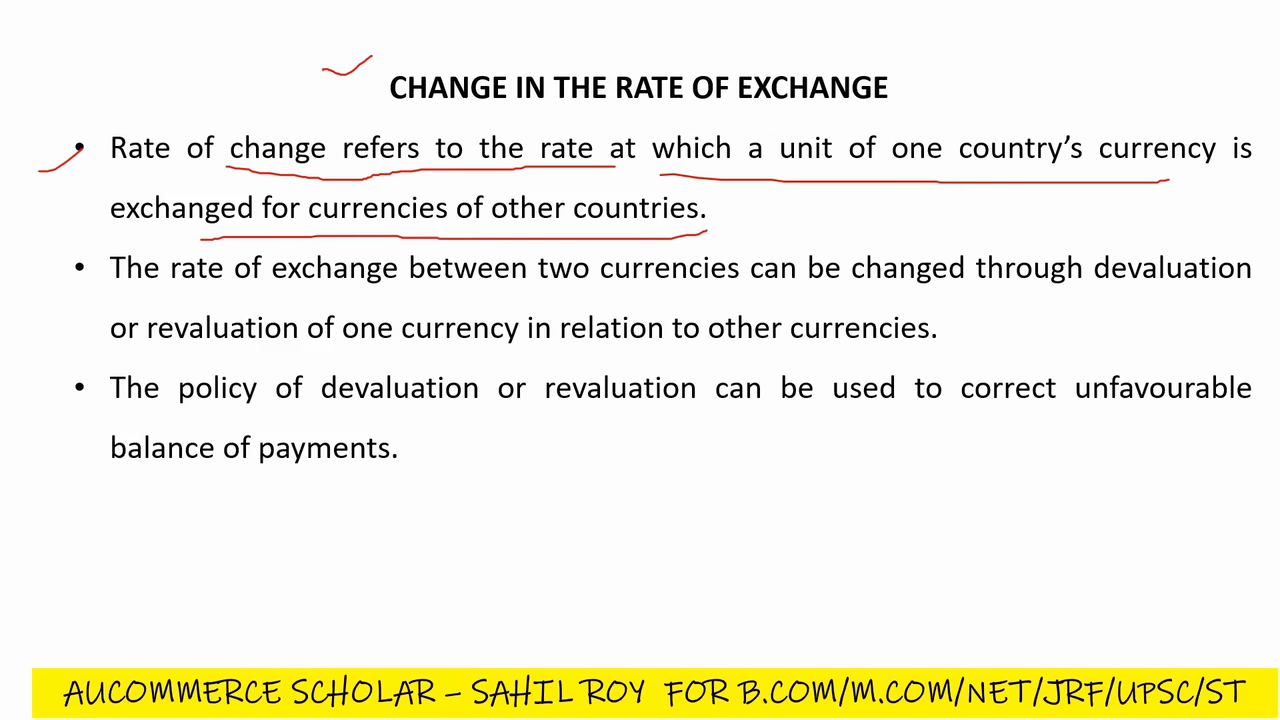 CHANGE IN THE RATE OF EXCHANGE
• Rate of change refers to the rate at which a unit of one country’s currency is
exchanged for currencies of other countries.
• The rate of exchange between two currencies can be changed through devaluation
or revaluation of one currency in relation to other currencies.
• The policy of devaluation or revaluation can be used to correct unfavourable
balance of payments.
AUCOMMERCE SCHOLAR – SAHIL ROY FOR B.COM/M.COM/NET/JRF/UPSC/ST